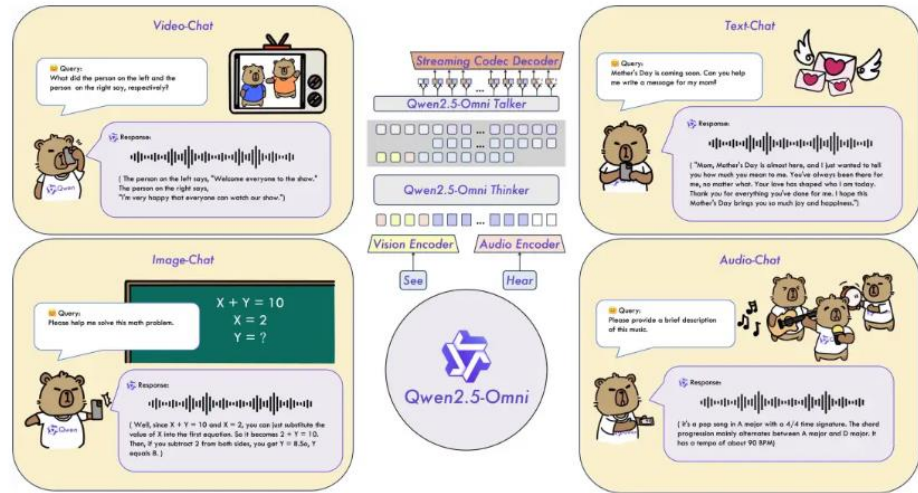 Video-Chat
Query:
What did the person on the left and the
person on the right say, respectively?
Response:
( The person on the left says, "Welcome everyone to the show."
The person on the right says,
"I'm very happy that everyone can watch our show.")
Qwen
Streaming Codec Decoder
...
Qwen2.5-Omni Talker
...
...
Qwen2.5-Omni Thinker
...
Vision Encoder
Audio Encoder
See
Hear
Qwen2.5-Omni
Text-Chat
Query:
Mother's Day is coming soon. Can you help
me write a message for my mom?
Response:
( "Mom, Mother's Day is almost here, and I just wanted to tell
you how much you mean to me. You've always been there for
me, no matter what. Your love has shaped who I am today.
Thank you for everything you've done for me. I hope this
Mother's Day brings you so much joy and happiness.")
Image-Chat
X + Y = 10
X = 2
Y = ?
Query:
Please help me solve this math problem.
Response:
( Well, since X + Y = 10 and X = 2, you can just substitute the
value of X into the first equation. So it becomes 2 + Y = 10.
Then, if you subtract 2 from both sides, you get Y = 8.So, Y
equals 8. )
Qwen
Audio-Chat
Query:
Please provide a brief description
of this music.
Response:
( it's a pop song in A major with a 4/4 time signature. The chord
progression mainly alternates between A major and D major. It
has a tempo of about 90 BPM)